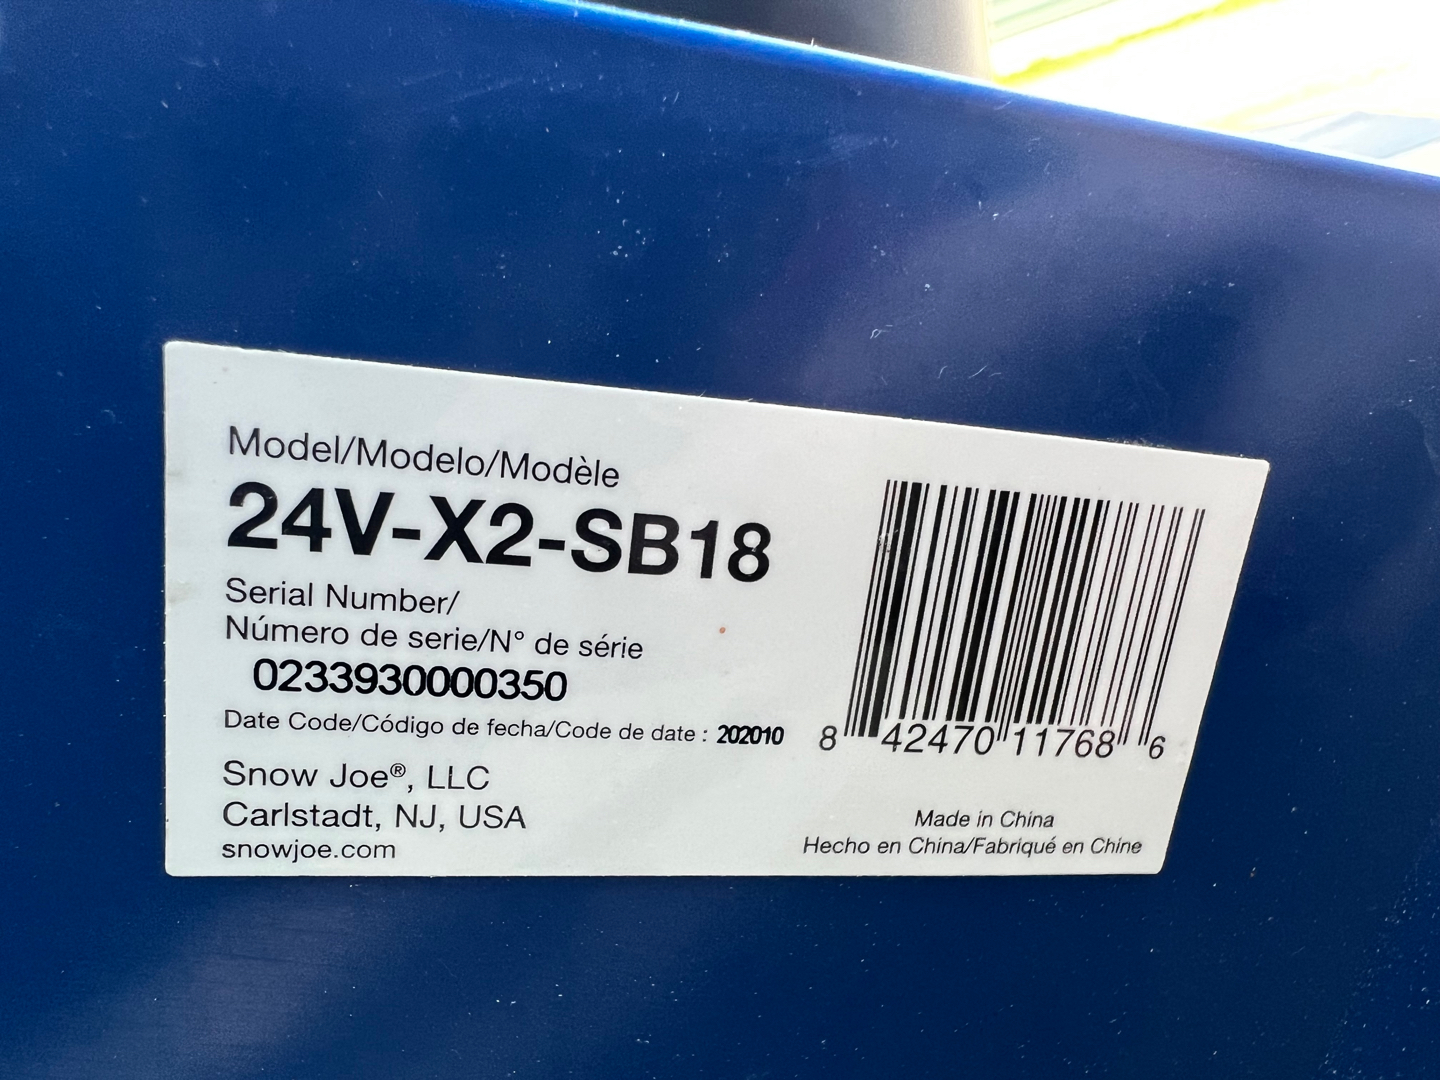 Model/Modelo/Modèle
24V-X2-SB18
Serial Number/
Número de serie/N° de série
0233930000350
Date Code/Código de fecha/Code de date : 202010
Snow Joe®, LLC
Carlstadt, NJ, USA
snowjoe.com
8 42470 11768 6
Made in China
Hecho en China/Fabriqué en Chine